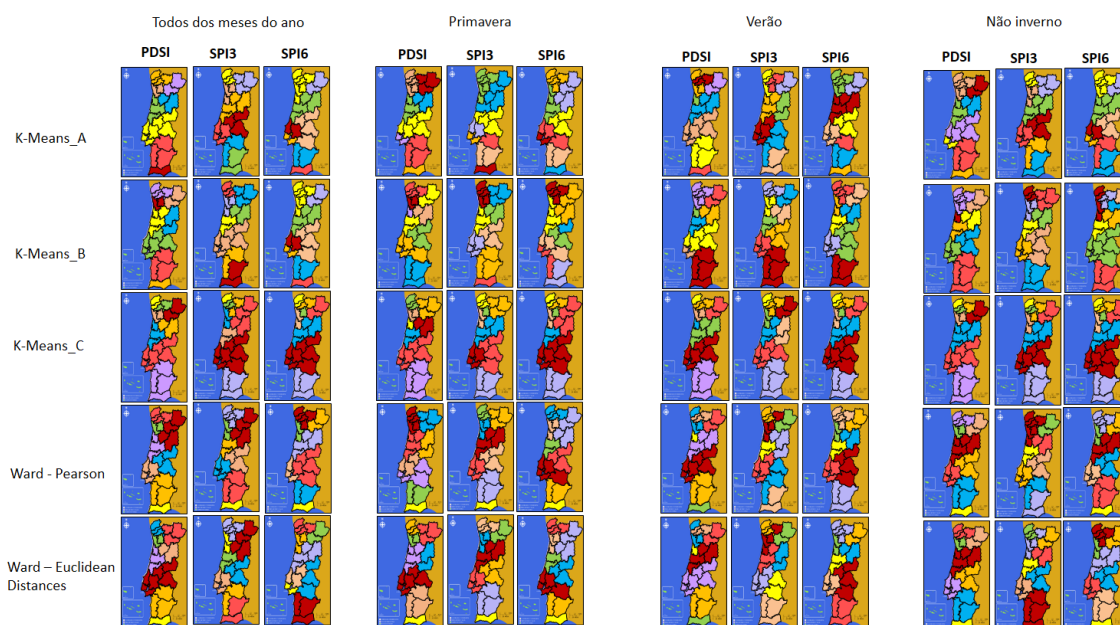 Todos dos meses do ano
Primavera
Verão
Não inverno
PDSI SPI3 SPI6
PDSI SPI3 SPI6
PDSI SPI3 SPI6
PDSI SPI3 SPI6
K-Means_A
K-Means_B
K-Means_C
Ward - Pearson
Ward – Euclidean
Distances